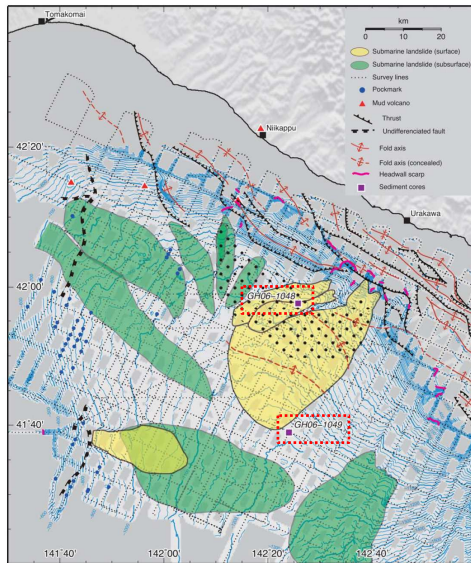 Tomakomai
km
0 10 20
Submarine landslide (surface)
Submarine landslide (subsurface)
Survey lines
Pockmark
Mud volcano
Thrust
Undifferenciated fault
Fold axis
Fold axis (concealed)
Headwall scarp
Sediment cores
Niikappu
42°20'
Urakawa
42°00'
GH06-1048
41°40'
GH06-1049
141°40' 142°00' 142°20' 142°40'